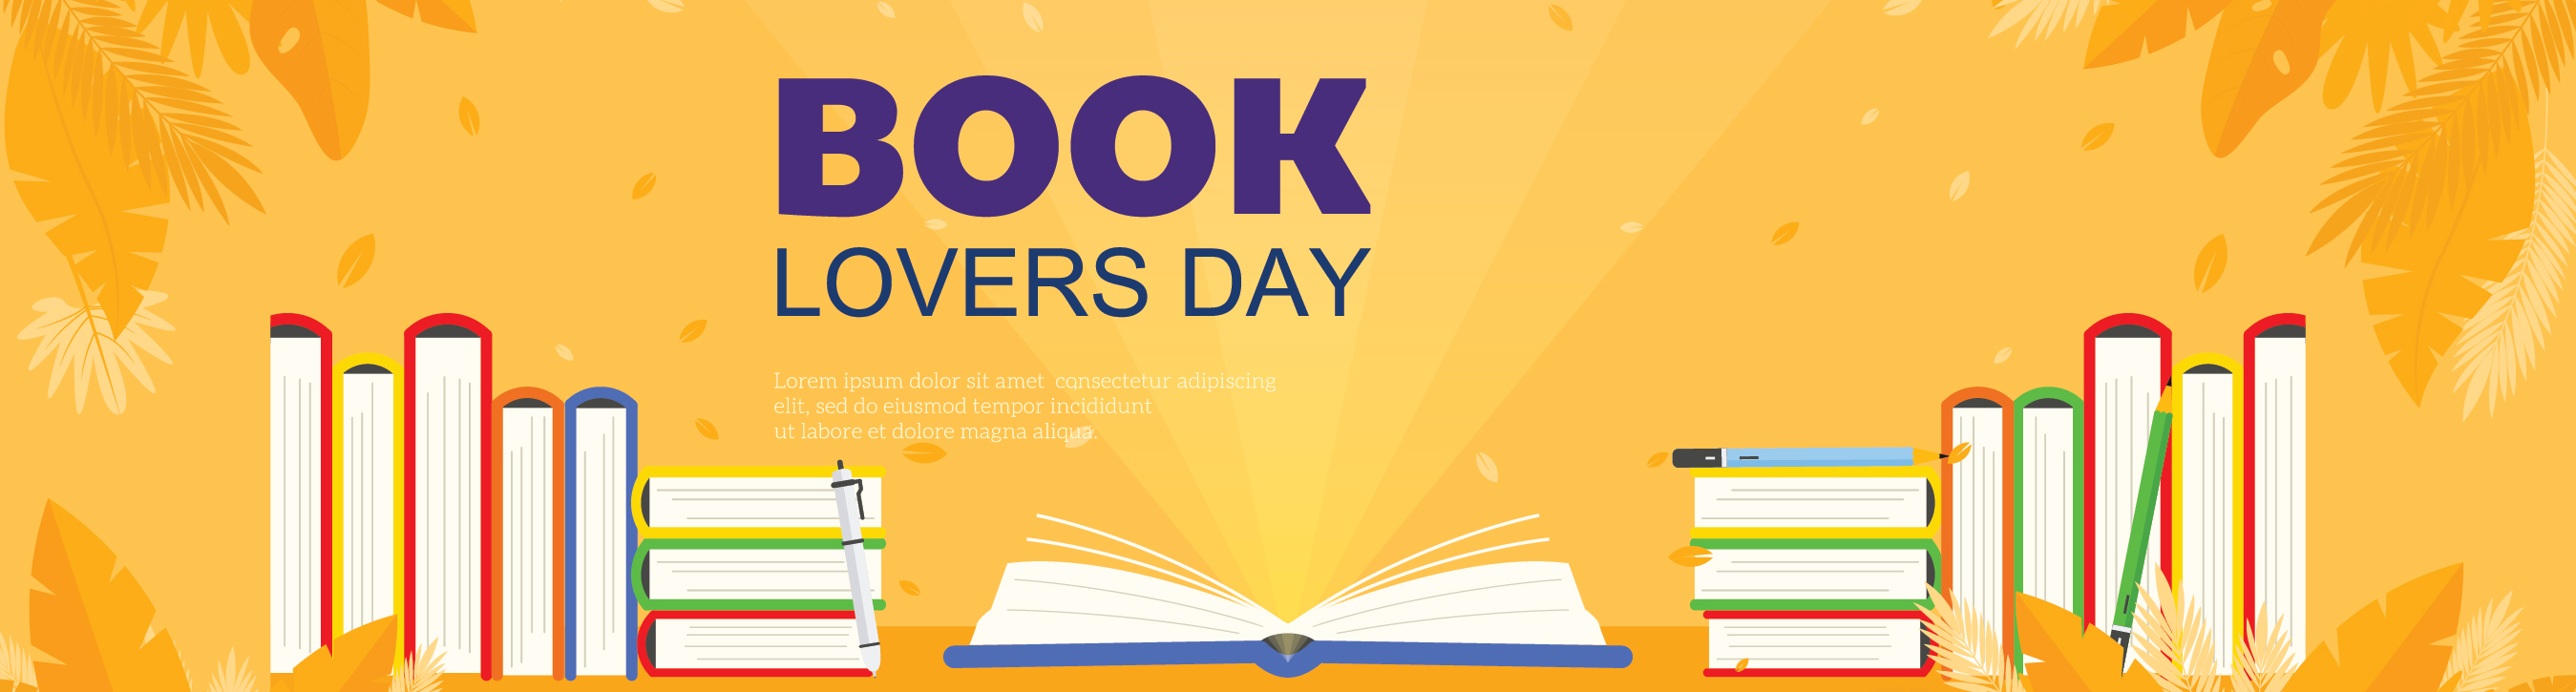 BOOK
LOVERS DAY
Lorem ipsum dolor sit amet consectetur adipiscing
elit, sed do eiusmod tempor incididunt
ut labore et dolore magna aliqua.